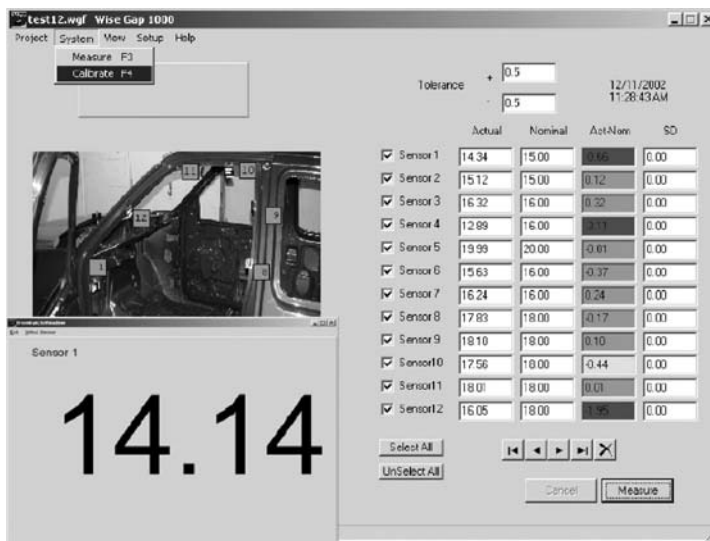 test12.wgf Wise Gap 1000
Project System View Setup Help
Measure F3
Calibrate F4
Tolerance + 0.5
- 0.5
12/11/2002
11:28:43AM
Actual Nominal Act-Nom SD
Sensor 1 14.34 15.00 -0.66 0.00
Sensor 2 15.12 15.00 0.12 0.00
Sensor 3 16.32 16.00 0.32 0.00
Sensor 4 12.89 16.00 -3.11 0.00
Sensor 5 19.99 20.00 -0.01 0.00
Sensor 6 15.63 16.00 -0.37 0.00
Sensor 7 16.24 16.00 0.24 0.00
Sensor 8 17.83 18.00 -0.17 0.00
Sensor 9 18.10 18.00 0.10 0.00
Sensor10 17.56 18.00 -0.44 0.00
Sensor11 18.01 18.00 0.01 0.00
Sensor12 16.05 18.00 -1.95 0.00
11 10
12 9
1 8
Sensor 1
14.14
Select All
UnSelect All
Cancel Measure